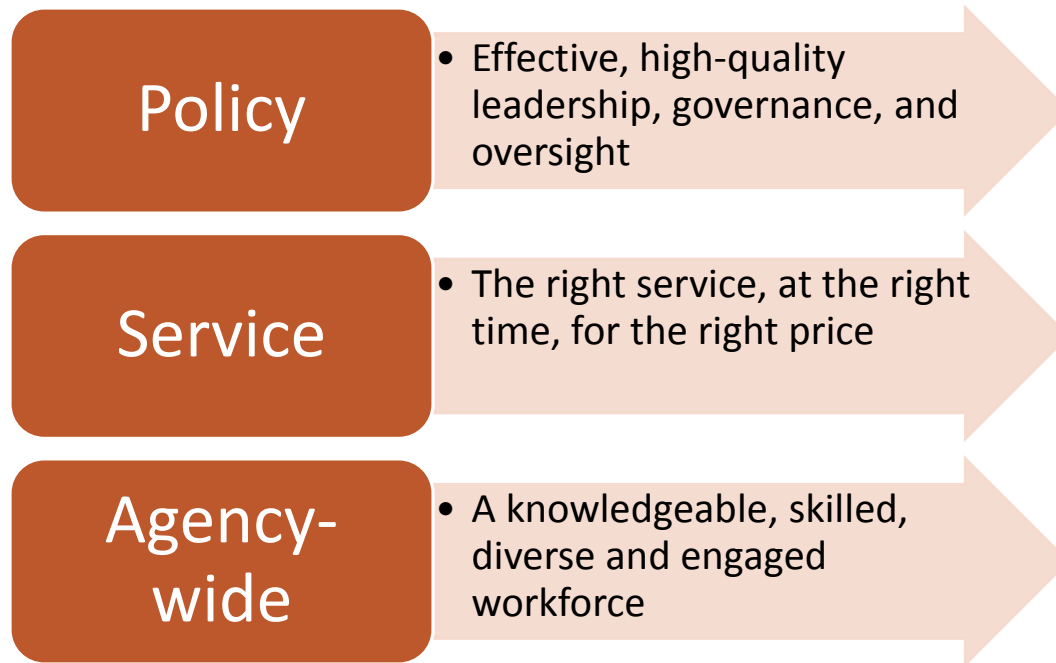 Policy
• Effective, high-quality
leadership, governance, and
oversight
Service
• The right service, at the right
time, for the right price
Agency-
wide
• A knowledgeable, skilled,
diverse and engaged
workforce